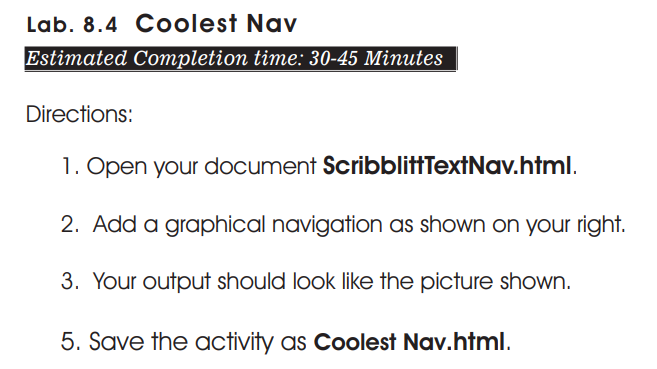 Lab. 8.4 Coolest Nav
Estimated Completion time: 30-45 Minutes
Directions:
1. Open your document ScribblittTextNav.html.
2. Add a graphical navigation as shown on your right.
3. Your output should look like the picture shown.
5. Save the activity as Coolest Nav.html.